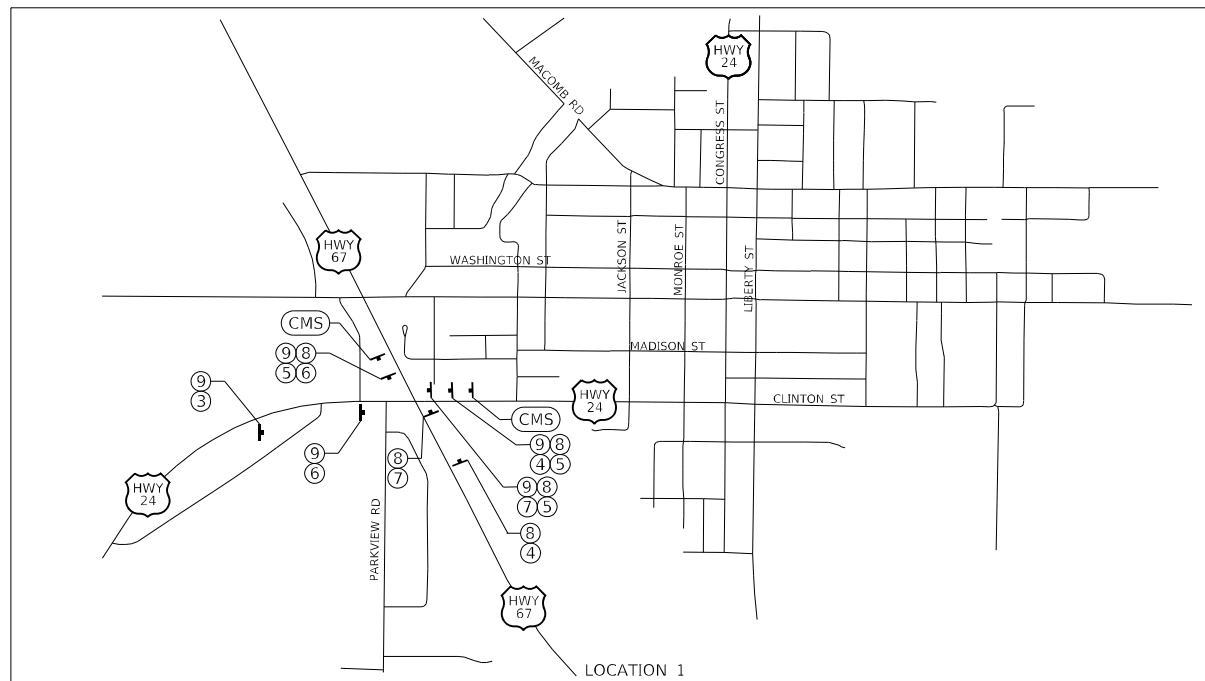 HWY
24
MACOMB RD
CONGRESS ST
HWY
67
WASHINGTON ST
JACKSON ST
MONROE ST
LIBERTY ST
CMS
MADISON ST
9 8
5 6
9
3
HWY
24
CLINTON ST
CMS
9 8
4 5
9
6
8
7
9 8
7 5
HWY
24
PARKVIEW RD
8
4
HWY
67
LOCATION 1